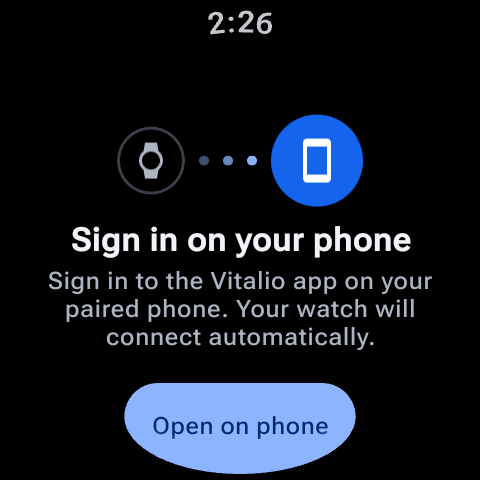 2:26
Sign in on your phone
Sign in to the Vitalio app on your
paired phone. Your watch will
connect automatically.
Open on phone